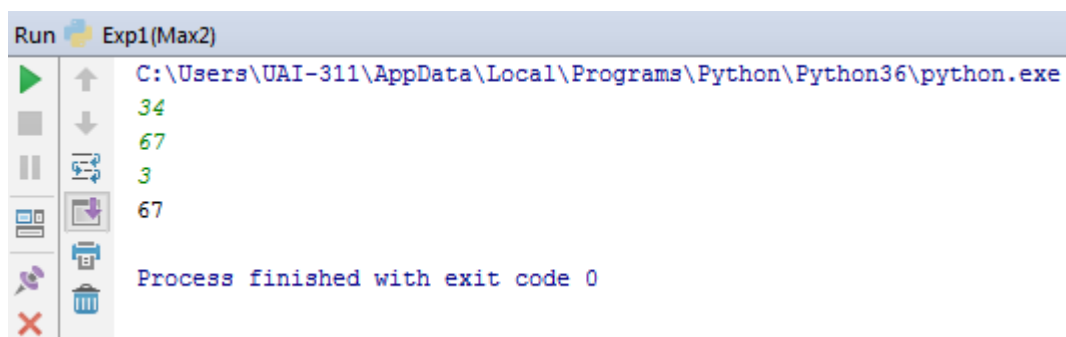 Run Exp1(Max2)
C:\Users\UAI-311\AppData\Local\Programs\Python\Python36\python.exe
34
67
3
67
Process finished with exit code 0